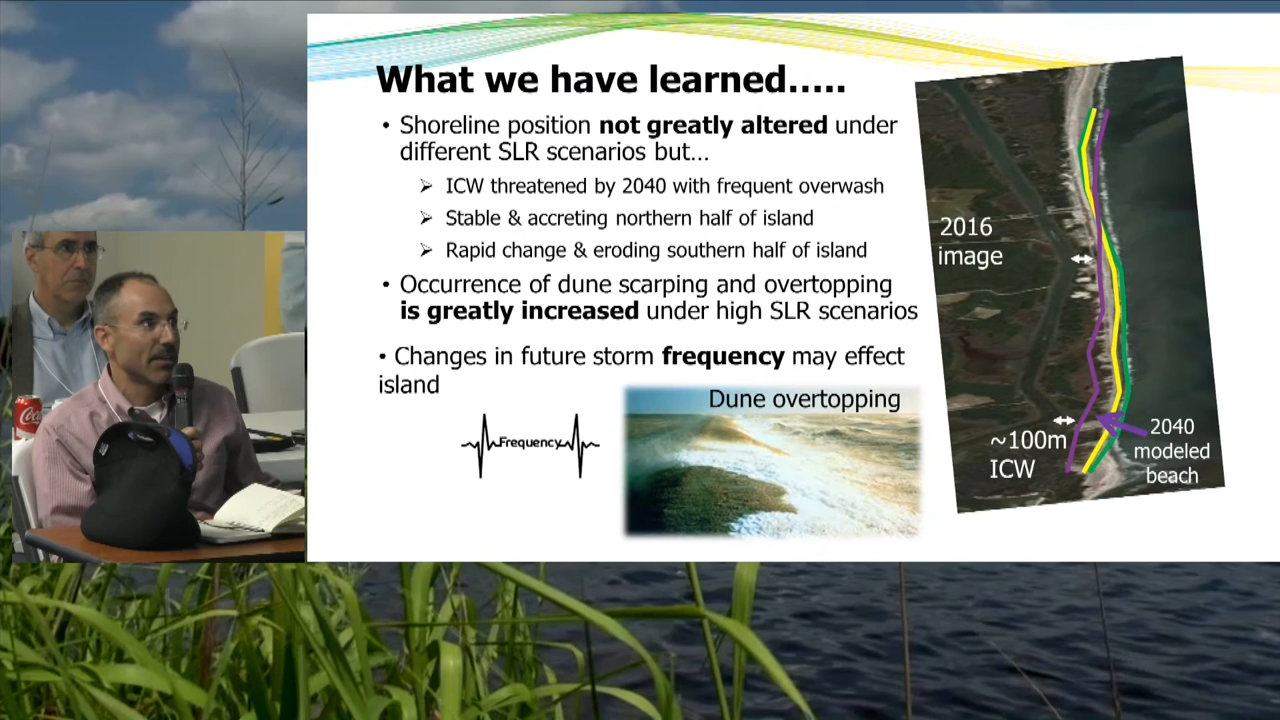 What we have learned.....
• Shoreline position not greatly altered under
different SLR scenarios but...
➢ ICW threatened by 2040 with frequent overwash
➢ Stable & accreting northern half of island
➢ Rapid change & eroding southern half of island
• Occurrence of dune scarping and overtopping
is greatly increased under high SLR scenarios
• Changes in future storm frequency may effect
island
Frequency
Dune overtopping
2016
image
~100m
ICW
2040
modeled
beach
Coca